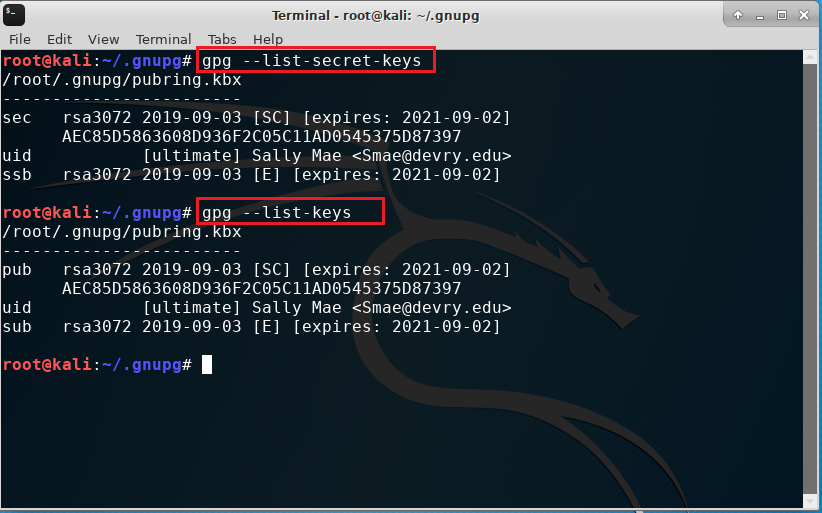 Terminal - root@kali: ~/.gnupg
File Edit View Terminal Tabs Help
root@kali:~/.gnupg# gpg --list-secret-keys
/root/.gnupg/pubring.kbx
------------------------
sec   rsa3072 2019-09-03 [SC] [expires: 2021-09-02]
      AEC85D5863608D936F2C05C11AD0545375D87397
uid           [ultimate] Sally Mae <Smae@devry.edu>
ssb   rsa3072 2019-09-03 [E] [expires: 2021-09-02]
root@kali:~/.gnupg# gpg --list-keys
/root/.gnupg/pubring.kbx
------------------------
pub   rsa3072 2019-09-03 [SC] [expires: 2021-09-02]
      AEC85D5863608D936F2C05C11AD0545375D87397
uid           [ultimate] Sally Mae <Smae@devry.edu>
sub   rsa3072 2019-09-03 [E] [expires: 2021-09-02]
root@kali:~/.gnupg#